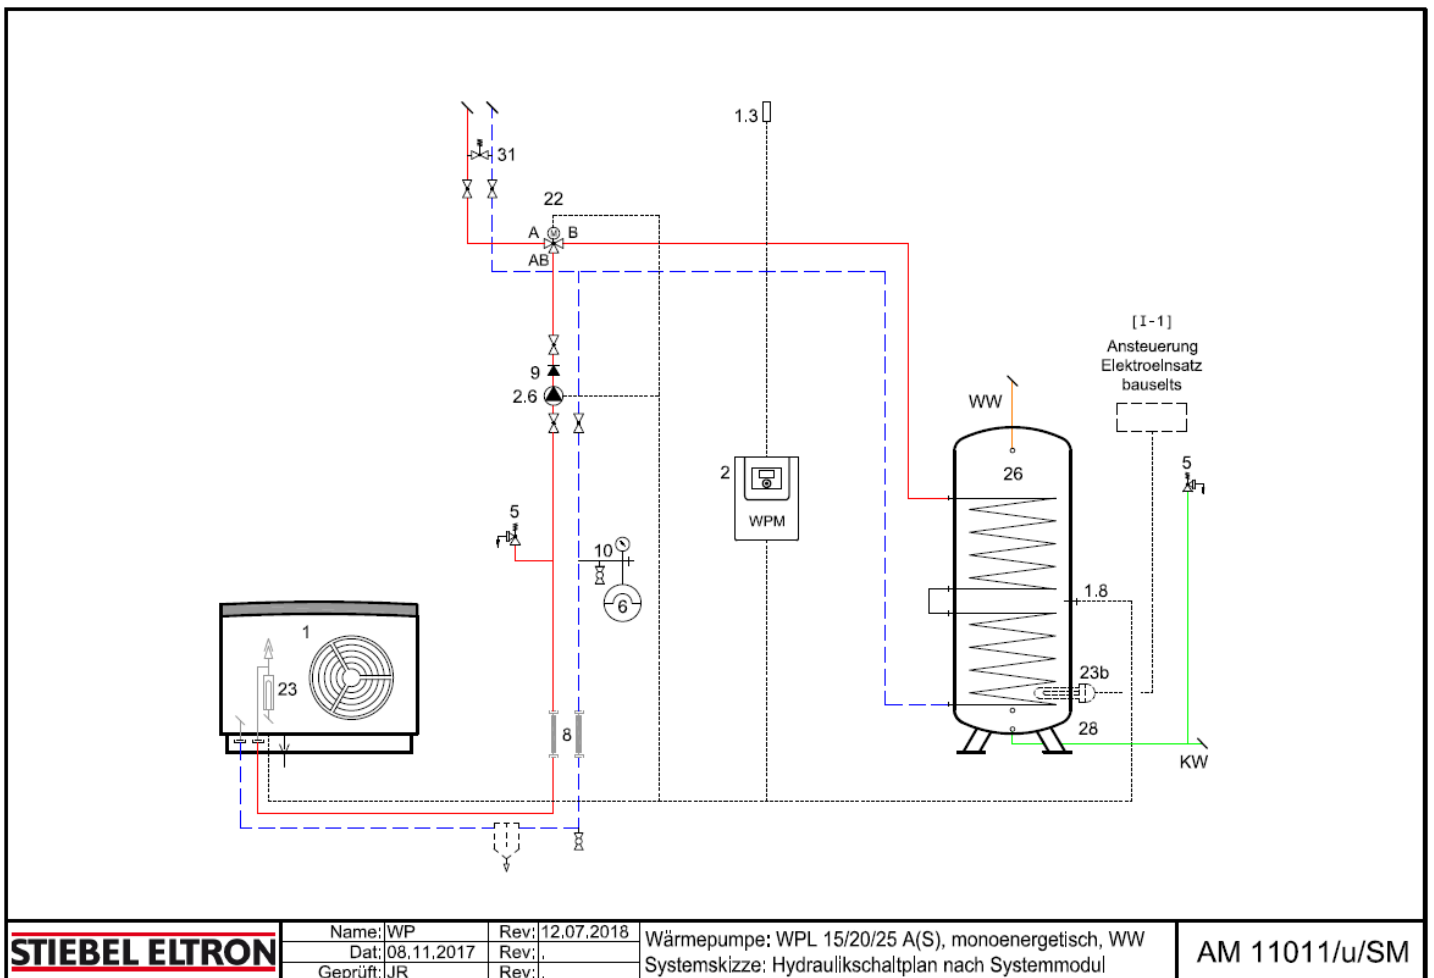 1.3
31
22
A
B
AB
[I-1]
Ansteuerung
Elektroeinsatz
bauseits
9
2.6
WW
2
26
5
WPM
5
10
1.8
6
1
23
23b
8
28
KW
STIEBEL ELTRON
Name: WP
Rev: 12.07.2018
Dat: 08.11.2017
Rev: .
Geprüft: JR
Rev: .
Wärmepumpe: WPL 15/20/25 A(S), monoenergetisch, WW
Systemskizze: Hydraulikschaltplan nach Systemmodul
AM 11011/u/SM
M